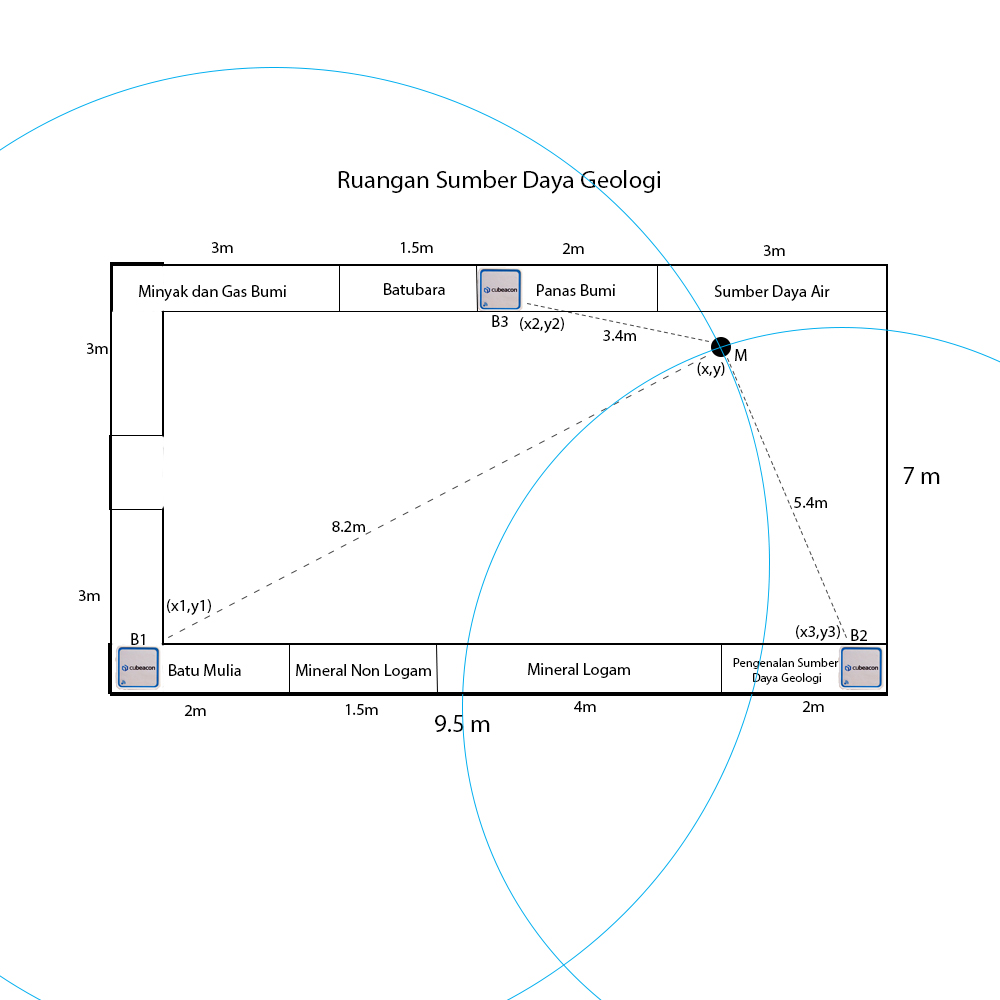 Ruangan Sumber Daya Geologi
3m
1.5m
2m
3m
Minyak dan Gas Bumi
Batubara
cubeacon
Panas Bumi
Sumber Daya Air
B3
(x2,y2)
3.4m
3m
M
(x,y)
7 m
5.4m
8.2m
3m
(x1,y1)
(x3,y3)
B1
B2
cubeacon
Batu Mulia
Mineral Non Logam
Mineral Logam
Pengenalan Sumber
Daya Geologi
cubeacon
2m
1.5m
4m
2m
9.5 m